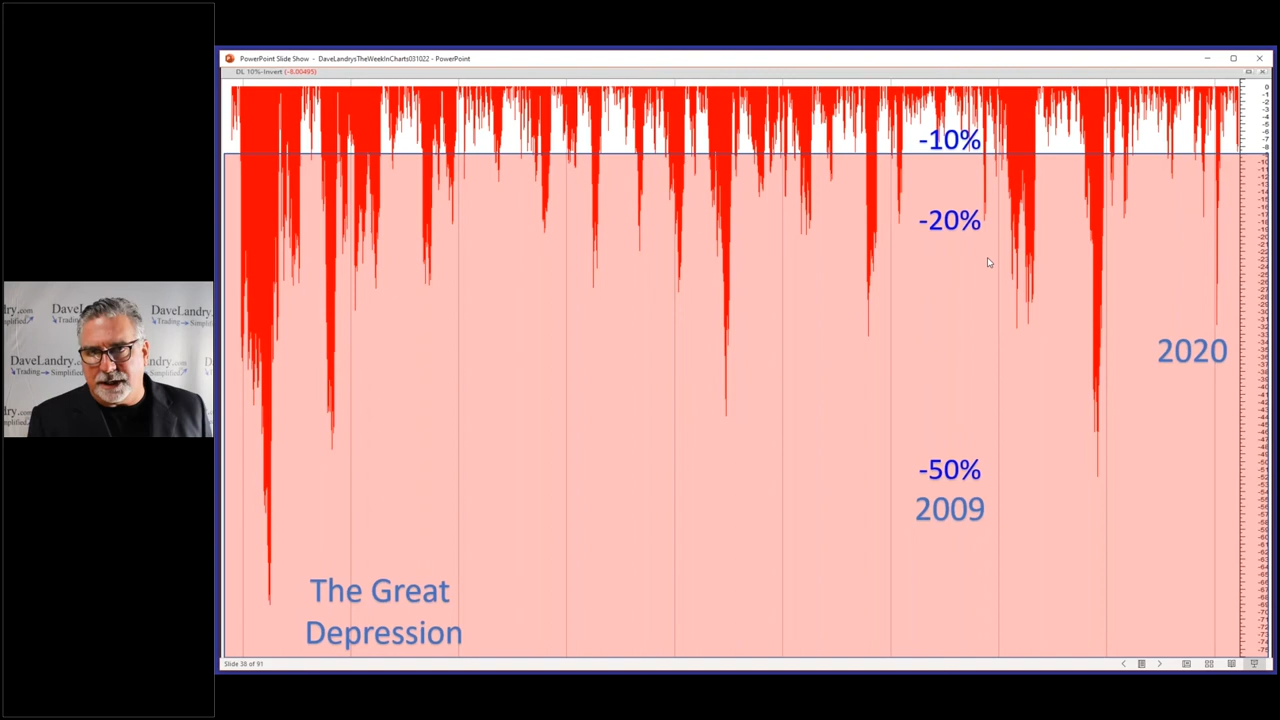 PowerPoint Slide Show - DaveLandrysTheWeekInCharts031022 - PowerPoint
DL 10%-Invert (-8.00495)
-10%
-20%
2020
-50%
2009
The Great
Depression
DaveLandry.com
Trading Simplified
Slide 38 of 91